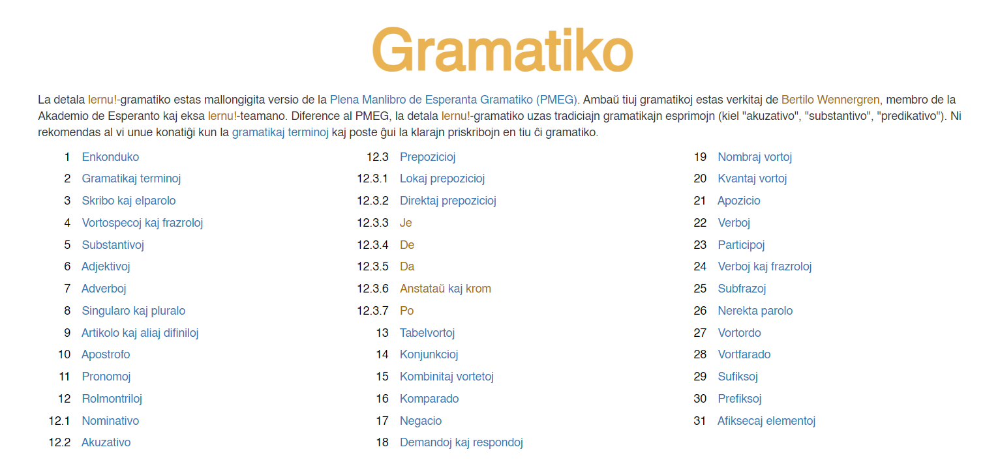 Gramatiko
La detala lernu!-gramatiko estas mallongigita versio de la Plena Manlibro de Esperanta Gramatiko (PMEG). Ambaŭ tiuj gramatikoj estas verkitaj de Bertilo Wennergren, membro de la
Akademio de Esperanto kaj eksa lernu!-teamano. Diference al PMEG, la detala lernu!-gramatiko uzas tradiciajn gramatikajn esprimojn (kiel "akuzativo", "substantivo", "predikativo"). Ni
rekomendas al vi unue konatiĝi kun la gramatikaj terminoj kaj poste ĝui la klarajn priskribojn en tiu ĉi gramatiko.
1 Enkonduko
2 Gramatikaj terminoj
3 Skribo kaj elparolo
4 Vortospecoj kaj frazroloj
5 Substantivoj
6 Adjektivoj
7 Adverboj
8 Singularo kaj pluralo
9 Artikolo kaj aliaj difiniloj
10 Apostrofo
11 Pronomoj
12 Rolmontriloj
12.1 Nominativo
12.2 Akuzativo
12.3 Prepozicioj
12.3.1 Lokaj prepozicioj
12.3.2 Direktaj prepozicioj
12.3.3 Je
12.3.4 De
12.3.5 Da
12.3.6 Anstataŭ kaj krom
12.3.7 Po
13 Tabelvortoj
14 Konjunkcioj
15 Kombinitaj vortetoj
16 Komparado
17 Negacio
18 Demandoj kaj respondoj
19 Nombraj vortoj
20 Kvantaj vortoj
21 Apozicio
22 Verboj
23 Participoj
24 Verboj kaj frazroloj
25 Subfrazoj
26 Nerekta parolo
27 Vortordo
28 Vortfarado
29 Sufiksoj
30 Prefiksoj
31 Afiksecaj elementoj